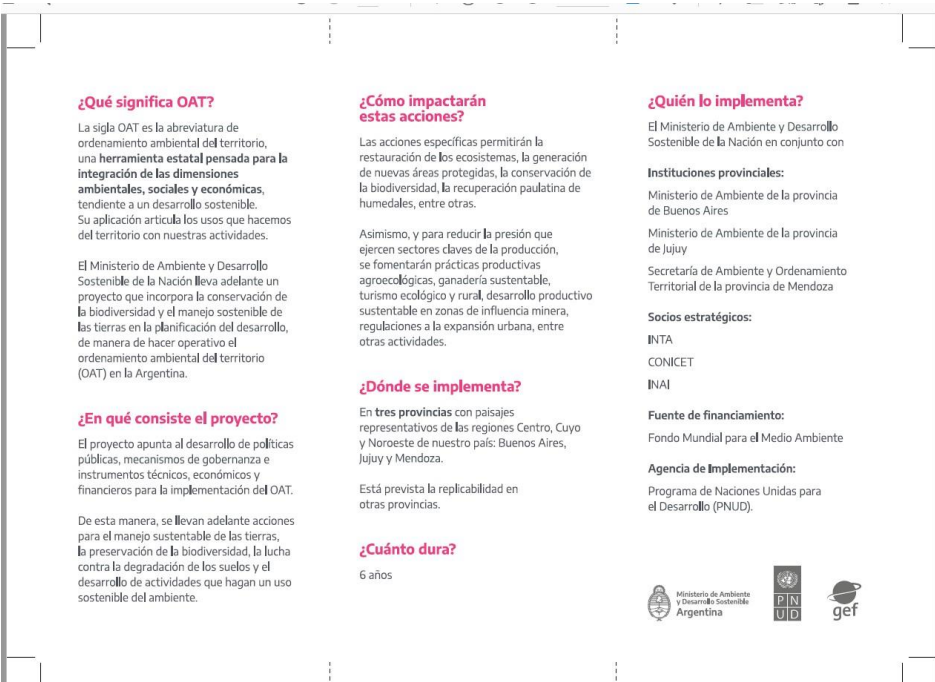 ¿Qué significa OAT?
La sigla OAT es la abreviatura de
ordenamiento ambiental del territorio,
una herramienta estatal pensada para la
integración de las dimensiones
ambientales, sociales y económicas,
tendiente a un desarrollo sostenible.
Su aplicación articula los usos que hacemos
del territorio con nuestras actividades.
El Ministerio de Ambiente y Desarrollo
Sostenible de la Nación lleva adelante un
proyecto que incorpora la conservación de
la biodiversidad y el manejo sostenible de
las tierras en la planificación del desarrollo,
de manera de hacer operativo el
ordenamiento ambiental del territorio
(OAT) en la Argentina.
¿En qué consiste el proyecto?
El proyecto apunta al desarrollo de políticas
públicas, mecanismos de gobernanza e
instrumentos técnicos, económicos y
financieros para la implementación del OAT.
De esta manera, se llevan adelante acciones
para el manejo sustentable de las tierras,
la preservación de la biodiversidad, la lucha
contra la degradación de los suelos y el
desarrollo de actividades que hagan un uso
sostenible del ambiente.
¿Cómo impactarán
estas acciones?
Las acciones específicas permitirán la
restauración de los ecosistemas, la generación
de nuevas áreas protegidas, la conservación de
la biodiversidad, la recuperación paulatina de
humedales, entre otras.
Asimismo, y para reducir la presión que
ejercen sectores claves de la producción,
se fomentarán prácticas productivas
agroecológicas, ganadería sustentable,
turismo ecológico y rural, desarrollo productivo
sustentable en zonas de influencia minera,
regulaciones a la expansión urbana, entre
otras actividades.
¿Dónde se implementa?
En tres provincias con paisajes
representativos de las regiones Centro, Cuyo
y Noroeste de nuestro país: Buenos Aires,
Jujuy y Mendoza.
Está prevista la replicabilidad en
otras provincias.
¿Cuánto dura?
6 años
¿Quién lo implementa?
El Ministerio de Ambiente y Desarrollo
Sostenible de la Nación en conjunto con
Instituciones provinciales:
Ministerio de Ambiente de la provincia
de Buenos Aires
Ministerio de Ambiente de la provincia
de Jujuy
Secretaría de Ambiente y Ordenamiento
Territorial de la provincia de Mendoza
Socios estratégicos:
INTA
CONICET
INAI
Fuente de financiamiento:
Fondo Mundial para el Medio Ambiente
Agencia de Implementación:
Programa de Naciones Unidas para
el Desarrollo (PNUD).
Ministerio de Ambiente
y Desarrollo Sostenible
Argentina
PN
UD
gef